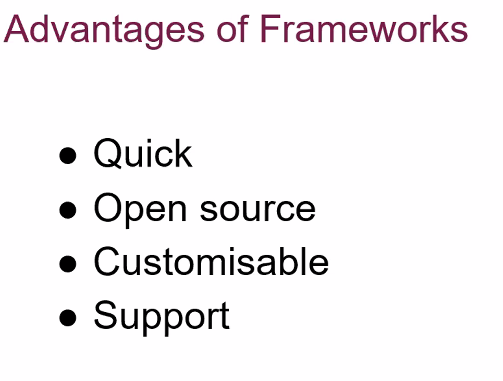 Advantages of Frameworks
● Quick
● Open source
● Customisable
● Support